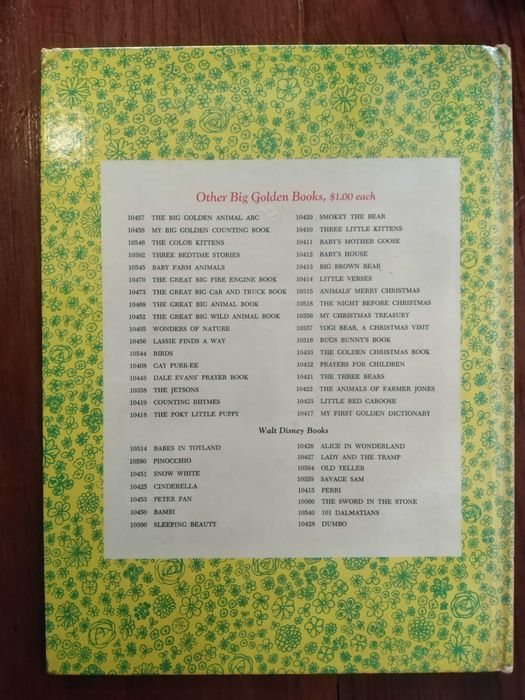 Other Big Golden Books, $1.00 each
10457 THE BIG GOLDEN ANIMAL ABC
10458 MY BIG GOLDEN COUNTING BOOK
10546 THE COLOR KITTENS
10392 THREE BEDTIME STORIES
10545 BABY FARM ANIMALS
10470 THE GREAT BIG FIRE ENGINE BOOK
10473 THE GREAT BIG CAR AND TRUCK BOOK
10468 THE GREAT BIG ANIMAL BOOK
10452 THE GREAT BIG WILD ANIMAL BOOK
10405 WONDERS OF NATURE
10456 LASSIE FINDS A WAY
10544 BIRDS
10408 GAY PURR-EE
10445 DALE EVANS' PRAYER BOOK
10358 THE JETSONS
10419 COUNTING RHYMES
10418 THE POKY LITTLE PUPPY
10429 SMOKEY THE BEAR
10410 THREE LITTLE KITTENS
10411 BABY'S MOTHER GOOSE
10412 BABY'S HOUSE
10413 BIG BROWN BEAR
10414 LITTLE VERSES
10315 ANIMALS' MERRY CHRISTMAS
10518 THE NIGHT BEFORE CHRISTMAS
10356 MY CHRISTMAS TREASURY
10357 YOGI BEAR, A CHRISTMAS VISIT
10316 BUGS BUNNY'S BOOK
10433 THE GOLDEN CHRISTMAS BOOK
10432 PRAYERS FOR CHILDREN
10421 THE THREE BEARS
10422 THE ANIMALS OF FARMER JONES
10423 LITTLE RED CABOOSE
10417 MY FIRST GOLDEN DICTIONARY
Walt Disney Books
10314 BABES IN TOYLAND
10580 PINOCCHIO
10451 SNOW WHITE
10425 CINDERELLA
10453 PETER PAN
10450 BAMBI
10390 SLEEPING BEAUTY
10426 ALICE IN WONDERLAND
10427 LADY AND THE TRAMP
10394 OLD YELLER
10359 SAVAGE SAM
10415 PERRI
10360 THE SWORD IN THE STONE
10540 101 DALMATIANS
10428 DUMBO